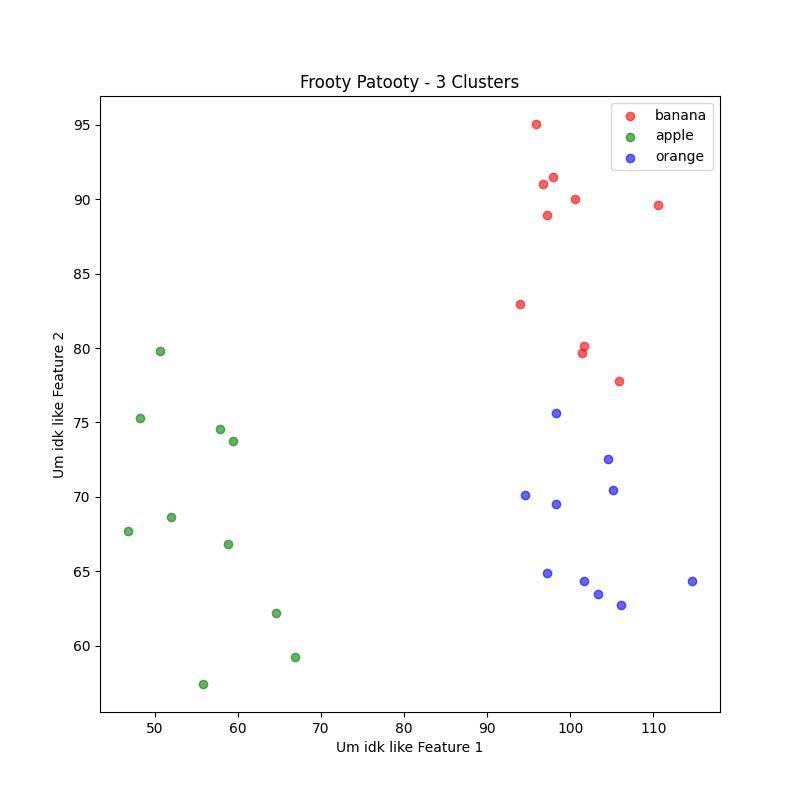 Frooty Patooty - 3 Clusters
banana
apple
orange
Um idk like Feature 2
95
90
85
80
75
70
65
60
50
60
70
80
90
100
110
Um idk like Feature 1